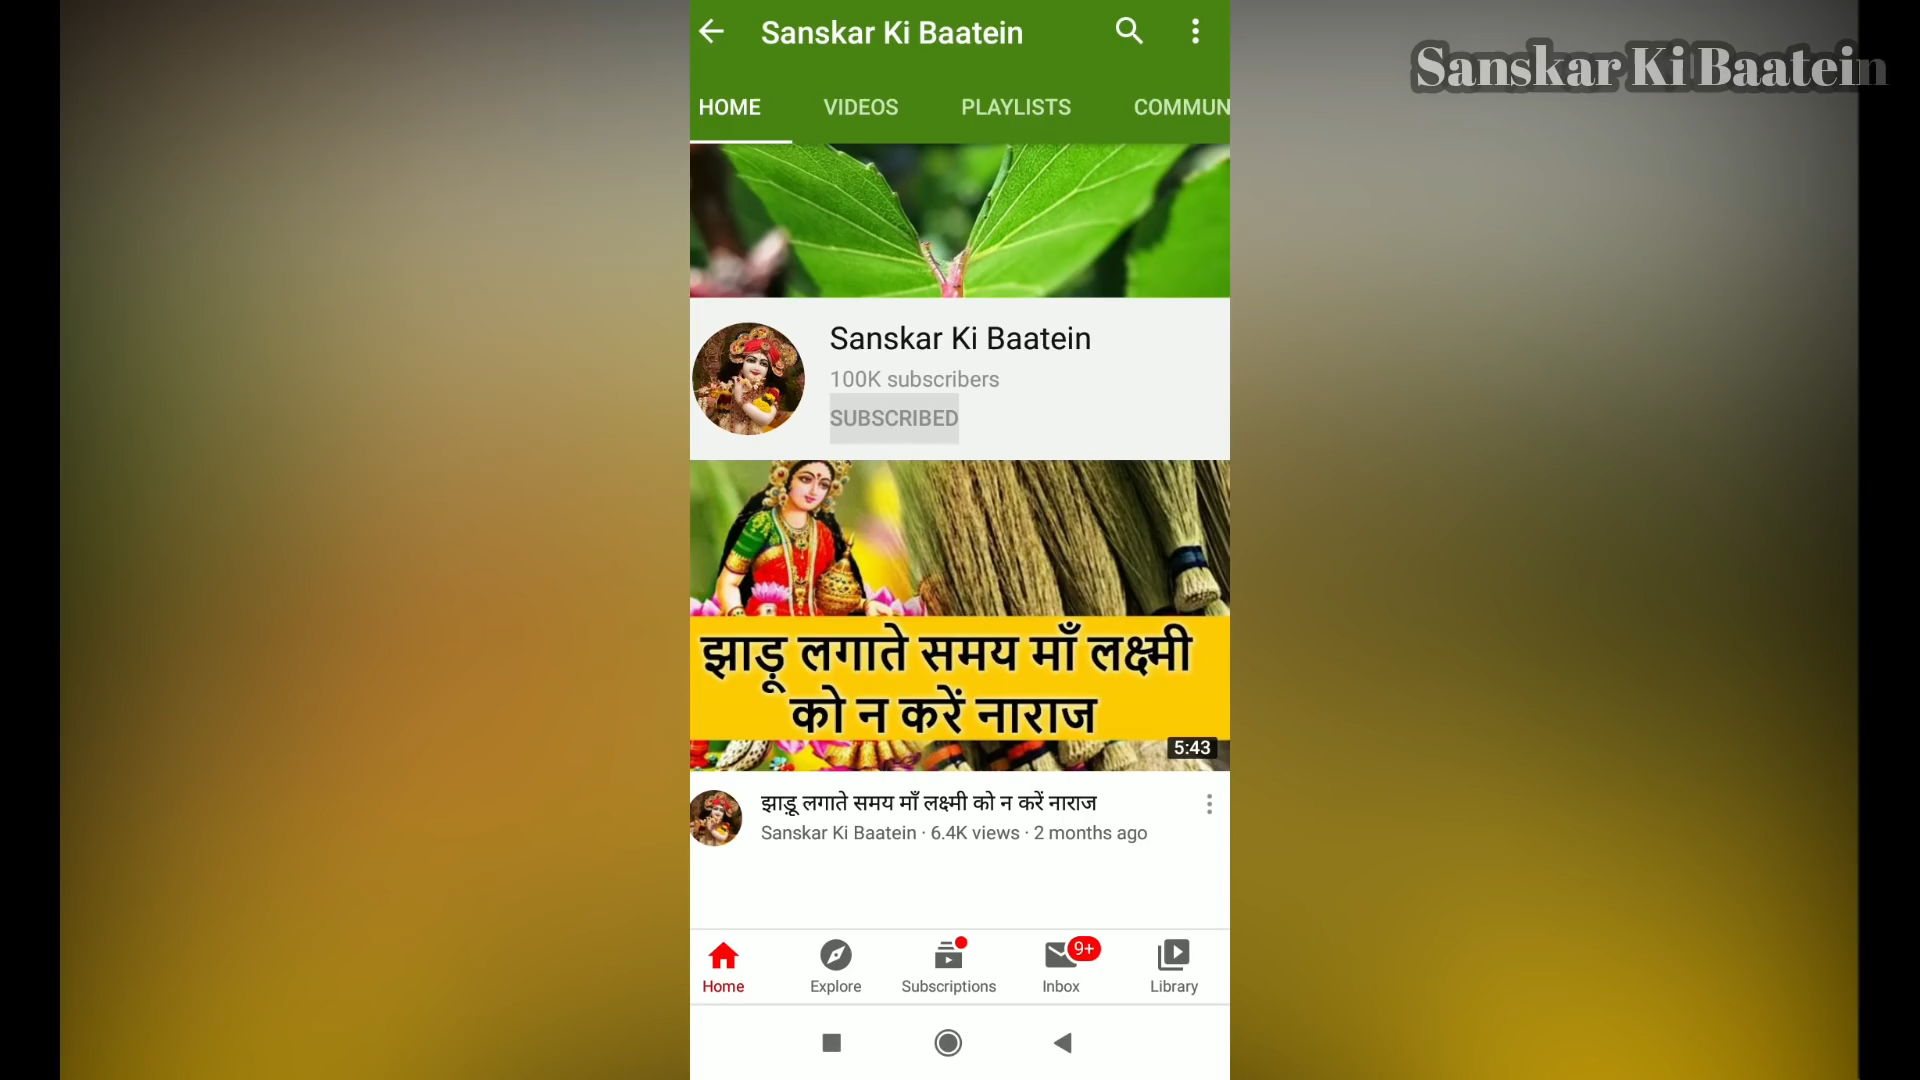 Sanskar Ki Baatein
Sanskar Ki Baatein
HOME VIDEOS PLAYLISTS COMMUN
Sanskar Ki Baatein
100K subscribers
SUBSCRIBED
झाड़ू लगाते समय माँ लक्ष्मी
को न करें नाराज
5:43
झाड़ू लगाते समय माँ लक्ष्मी को न करें नाराज
Sanskar Ki Baatein · 6.4K views · 2 months ago
9+
Home Explore Subscriptions Inbox Library